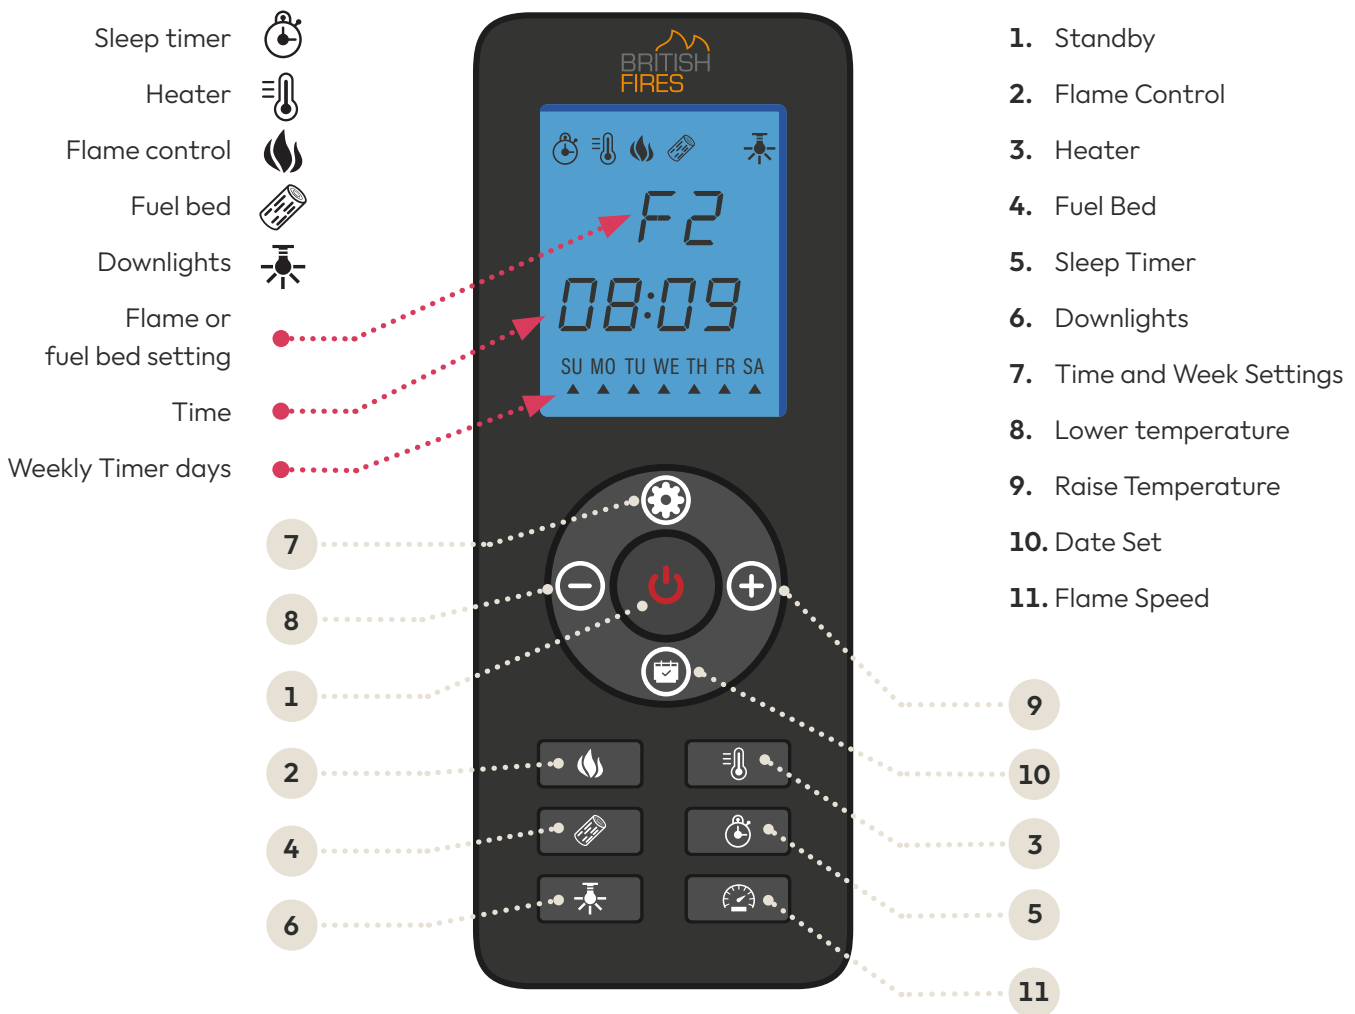 Sleep timer
Heater
Flame control
Fuel bed
Downlights
Flame or
fuel bed setting
Time
Weekly Timer days
BRITISH
FIRES
F2
08:09
SU MO TU WE TH FR SA
7
8
1
2
4
6
1. Standby
2. Flame Control
3. Heater
4. Fuel Bed
5. Sleep Timer
6. Downlights
7. Time and Week Settings
8. Lower temperature
9. Raise Temperature
10. Date Set
11. Flame Speed
9
10
3
5
11